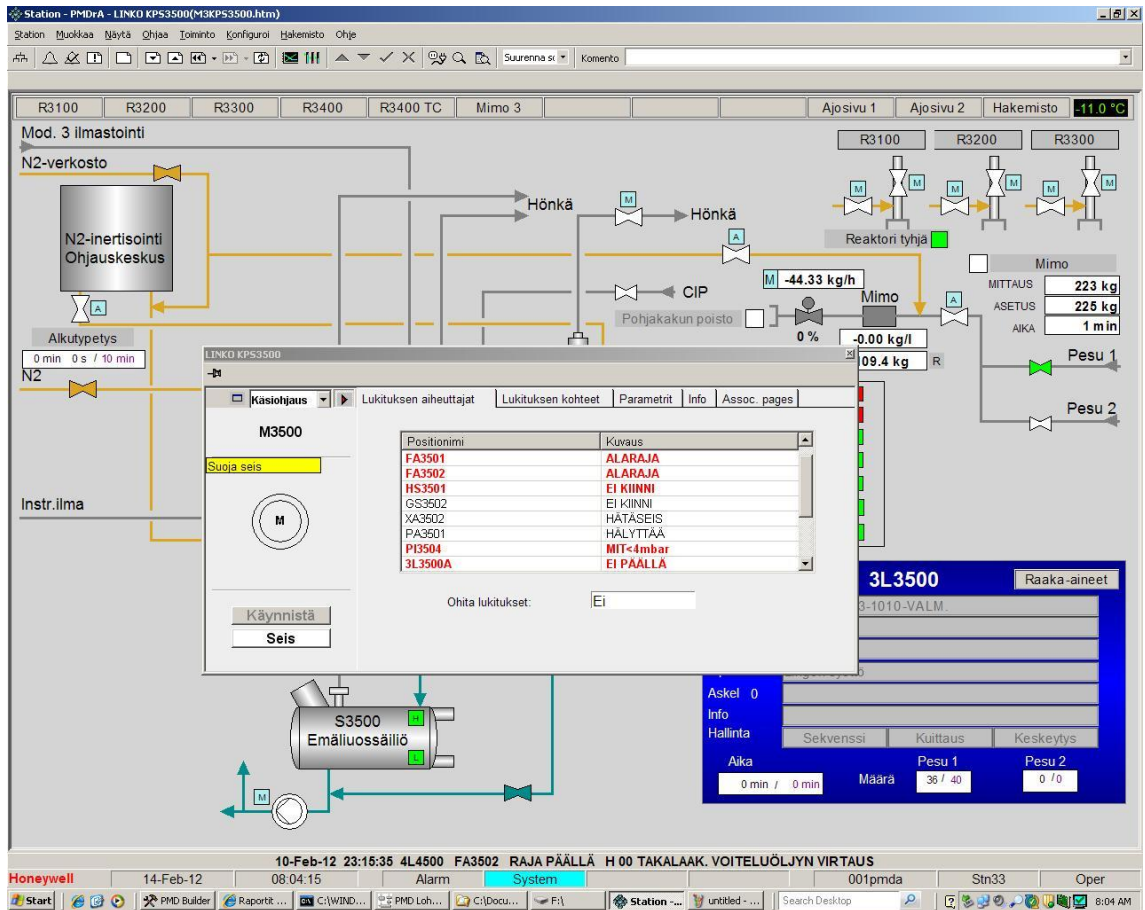 Station - PMDrA - LINKO KPS3500(M3KPS3500.htm)
Station Muokkaa Näytä Ohjaa Toiminto Konfiguroi Hakemisto Ohje
Suurenna Komento
R3100 R3200 R3300 R3400 R3400 TC Mimo 3 Ajosivu 1 Ajosivu 2 Hakemisto -11.0 °C
Mod. 3 ilmastointi
R3100 R3200 R3300
N2-verkosto
M M M M M M
Hönkä
M
Hönkä
N2-inertisointi
Ohjauskeskus
A
Reaktori tyhjä
Mimo
M -44.33 kg/h
MITTAUS 223 kg
CIP
Mimo
A
ASETUS 225 kg
A
Pohjakakun poisto
AIKA 1 min
Alkutypetys
0 %
-0.00 kg/l
0 min 0 s / 10 min
109.4 kg R
Pesu 1
N2
Pesu 2
Instr.ilma
LINKO KPS3500
Käsiohjaus
Lukituksen aiheuttajat Lukituksen kohteet Parametrit Info Assoc. pages
M3500
Suoja seis
M
Käynnistä
Seis
Positionimi Kuvaus
FA3501 ALARAJA
FA3502 ALARAJA
HS3501 EI KIINNI
GS3502 EI KIINNI
XA3502 HÄTÄSEIS
PA3501 HÄLYTTÄÄ
PI3504 MIT<4mbar
3L3500A EI PÄÄLLÄ
Ohita lukitukset: Ei
3L3500 Raaka-aineet
3-1010-VALM.
Askel 0
Info
Hallinta Sekvenssi Kuittaus Keskeytys
Aika Pesu 1 Pesu 2
0 min / 0 min Määrä 36 / 40 0 / 0
S3500
Emäliuossäiliö
H
L
M
10-Feb-12 23:15:35 4L4500 FA3502 RAJA PÄÄLLÄ H 00 TAKALAAK. VOITELUÖLJYN VIRTAUS
Honeywell 14-Feb-12 08:04:15 Alarm System 001pmda Stn33 Oper
Start PMD Builder Raportit ... C:\WIND... PMD Loh... C:\Docu... F:\ Station -... untitled - ... Search Desktop 8:04 AM